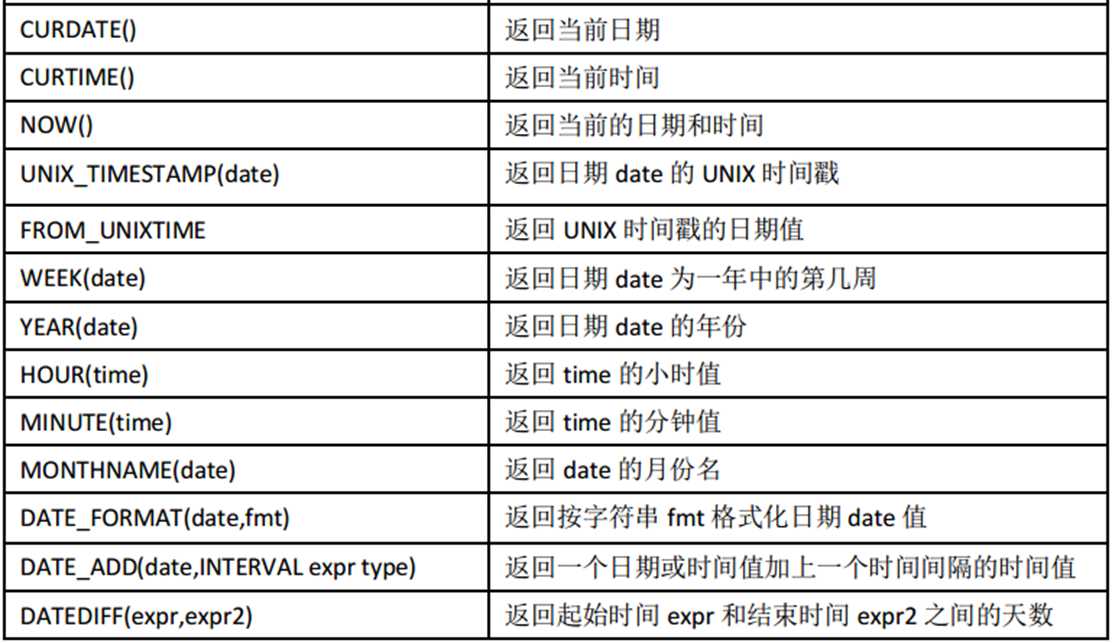 CURDATE() 返回当前日期
CURTIME() 返回当前时间
NOW() 返回当前的日期和时间
UNIX_TIMESTAMP(date) 返回日期 date 的 UNIX 时间戳
FROM_UNIXTIME 返回 UNIX 时间戳的日期值
WEEK(date) 返回日期 date 为一年中的第几周
YEAR(date) 返回日期 date 的年份
HOUR(time) 返回 time 的小时值
MINUTE(time) 返回 time 的分钟值
MONTHNAME(date) 返回 date 的月份名
DATE_FORMAT(date,fmt) 返回按字符串 fmt 格式化日期 date 值
DATE_ADD(date,INTERVAL expr type) 返回一个日期或时间值加上一个时间间隔的时间值
DATEDIFF(expr,expr2) 返回起始时间 expr 和结束时间 expr2 之间的天数